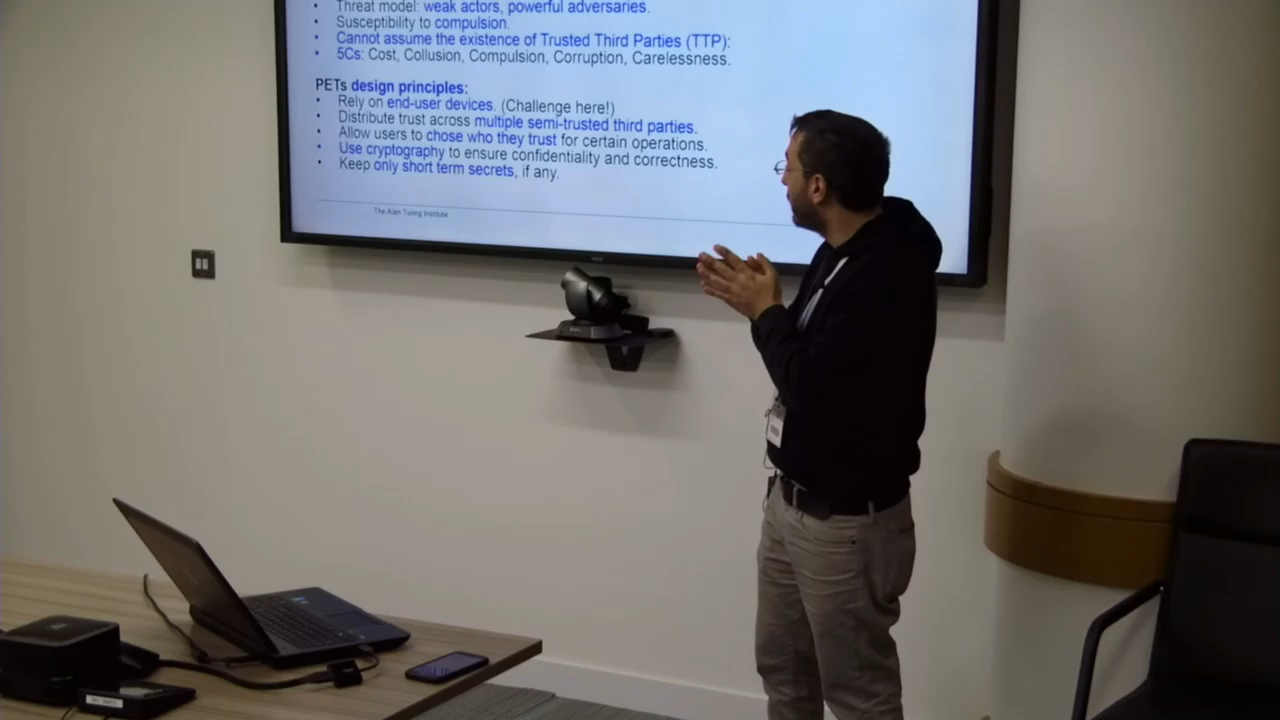 • Threat model: weak actors, powerful adversaries.
• Susceptibility to compulsion.
• Cannot assume the existence of Trusted Third Parties (TTP):
• 5Cs: Cost, Collusion, Compulsion, Corruption, Carelessness.
PETs design principles:
• Rely on end-user devices. (Challenge here!)
• Distribute trust across multiple semi-trusted third parties.
• Allow users to chose who they trust for certain operations.
• Use cryptography to ensure confidentiality and correctness.
• Keep only short term secrets, if any.
The Alan Turing Institute